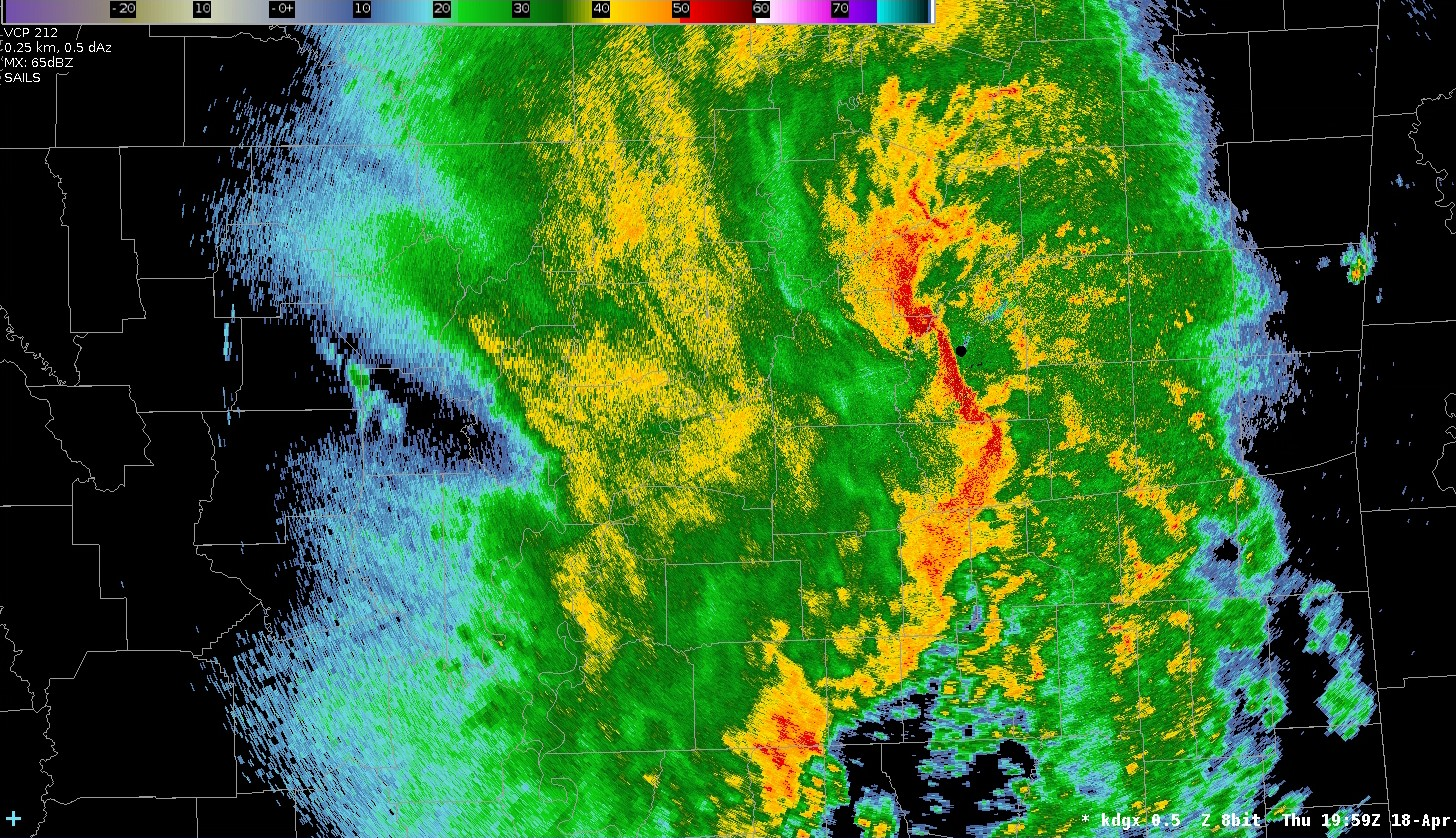 -20 10 -0+ 10 20 30 40 50 60 70
VCP 212
0.25 km, 0.5 dAz
MX: 65dBZ
SAILS
* kdgx 0.5 Z 8bit Thu 19:59Z 18-Apr